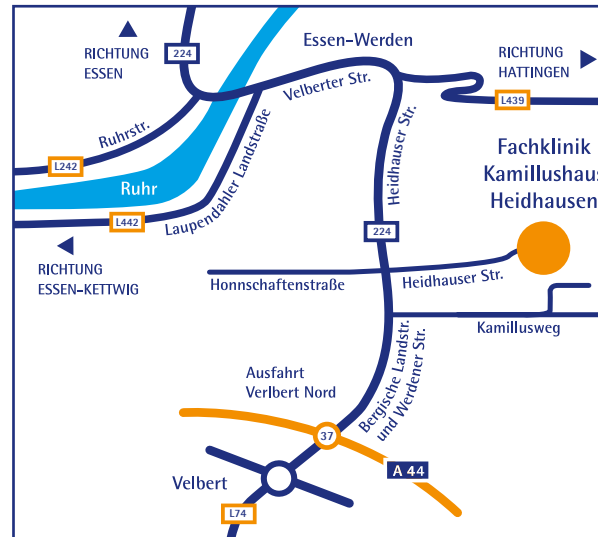 RICHTUNG
ESSEN
224
Essen-Werden
RICHTUNG
HATTINGEN
Velberter Str.
L439
Ruhrstr.
L242
Ruhr
Laupendahler Landstraße
L442
Heidhauser Str.
Fachklinik
Kamillushaus
Heidhausen
224
RICHTUNG
ESSEN-KETTWIG
Honnschaftenstraße
Heidhauser Str.
Kamillusweg
Bergische Landstr.
und Werdener Str.
Ausfahrt
Verlbert Nord
37
A 44
Velbert
L74